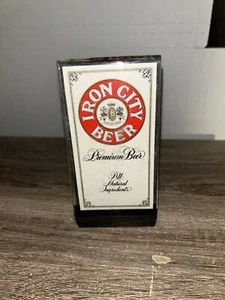 IRON CITY
BEER
Premium Beer
All
Natural
Ingredients